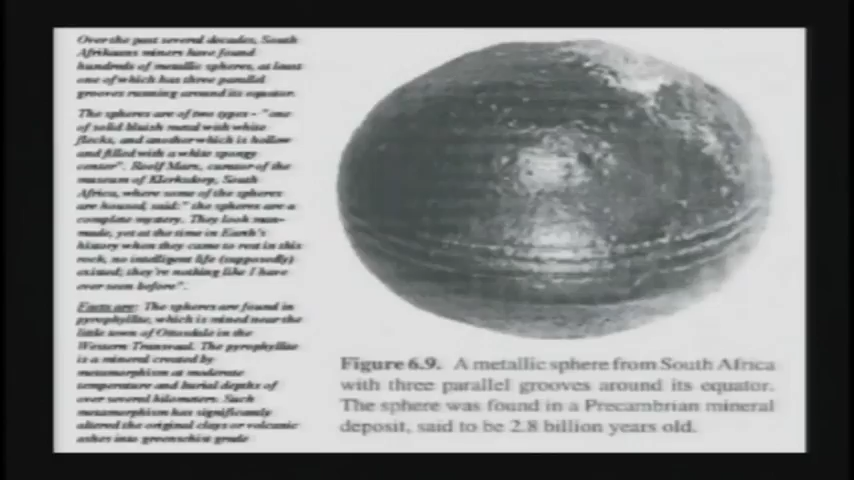 Over the past several decades, South
Afrikaans miners have found
hundreds of metallic spheres, at least
one of which has three parallel
grooves running around its equator.
The spheres are of two types - "one
of solid bluish metal with white
flecks, and another which is hollow
and filled with a white spongy
center". Roelf Marx, curator of the
museum of Klerksdorp, South
Africa, where some of the spheres
are housed, said:" the spheres are a
complete mystery. They look man-
made, yet at the time in Earth's
history when they came to rest in this
rock, no intelligent life (supposedly)
existed; they're nothing like I have
ever seen before".
Facts are: The spheres are found in
pyrophyllite, which is mined near the
little town of Ottosdale in the
Western Transvaal. The pyrophyllite
is a mineral created by
metamorphism at moderate
temperature and burial depths of
over several kilometers. Such
metamorphism has significantly
altered the original clays or volcanic
ashes into greenschist grade
Figure 6.9. A metallic sphere from South Africa
with three parallel grooves around its equator.
The sphere was found in a Precambrian mineral
deposit, said to be 2.8 billion years old.